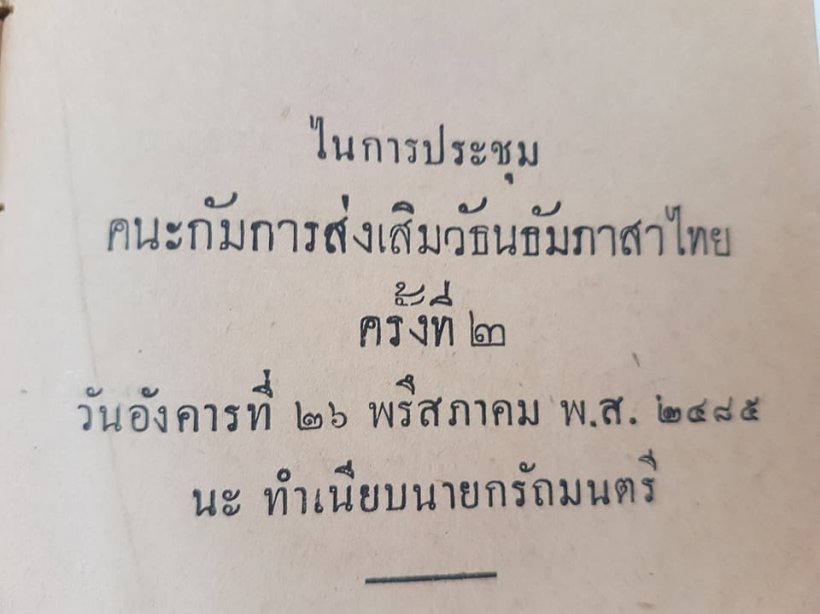 ไนการประชุม
คนะกัมการส่งเสิมวัธนธัมภาสาไทย
ครั้งที่ ๒
วันอังคารที่ ๒๖ พรึสภาคม พ.ส. ๒๔๘๕
นะ ทำเนียบนายกรัถมนตรี